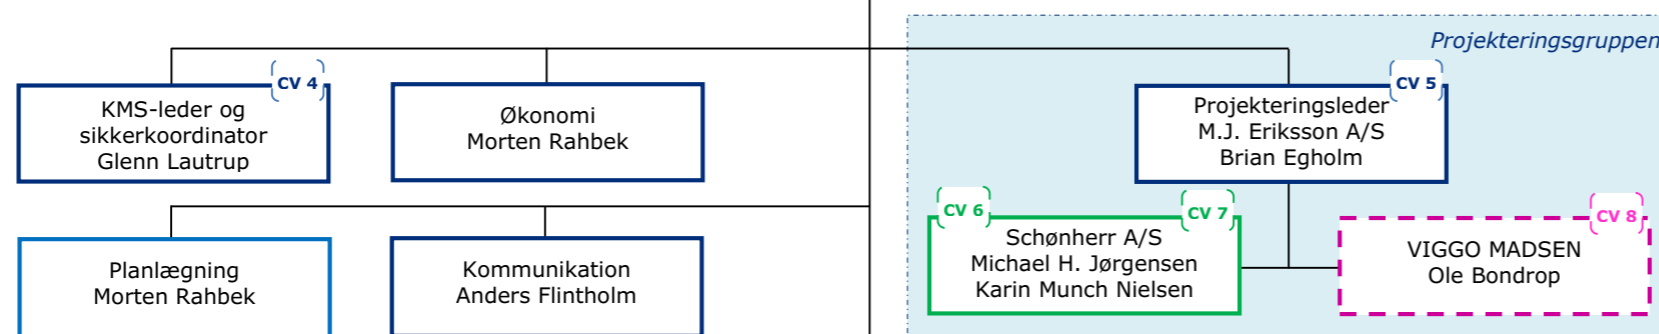 Projekteringsgruppen
CV 4
KMS-leder og
sikkerkoordinator
Glenn Lautrup
Økonomi
Morten Rahbek
CV 5
Projekteringsleder
M.J. Eriksson A/S
Brian Egholm
Planlægning
Morten Rahbek
Kommunikation
Anders Flintholm
CV 6
CV 7
Schønherr A/S
Michael H. Jørgensen
Karin Munch Nielsen
CV 8
VIGGO MADSEN
Ole Bondrop